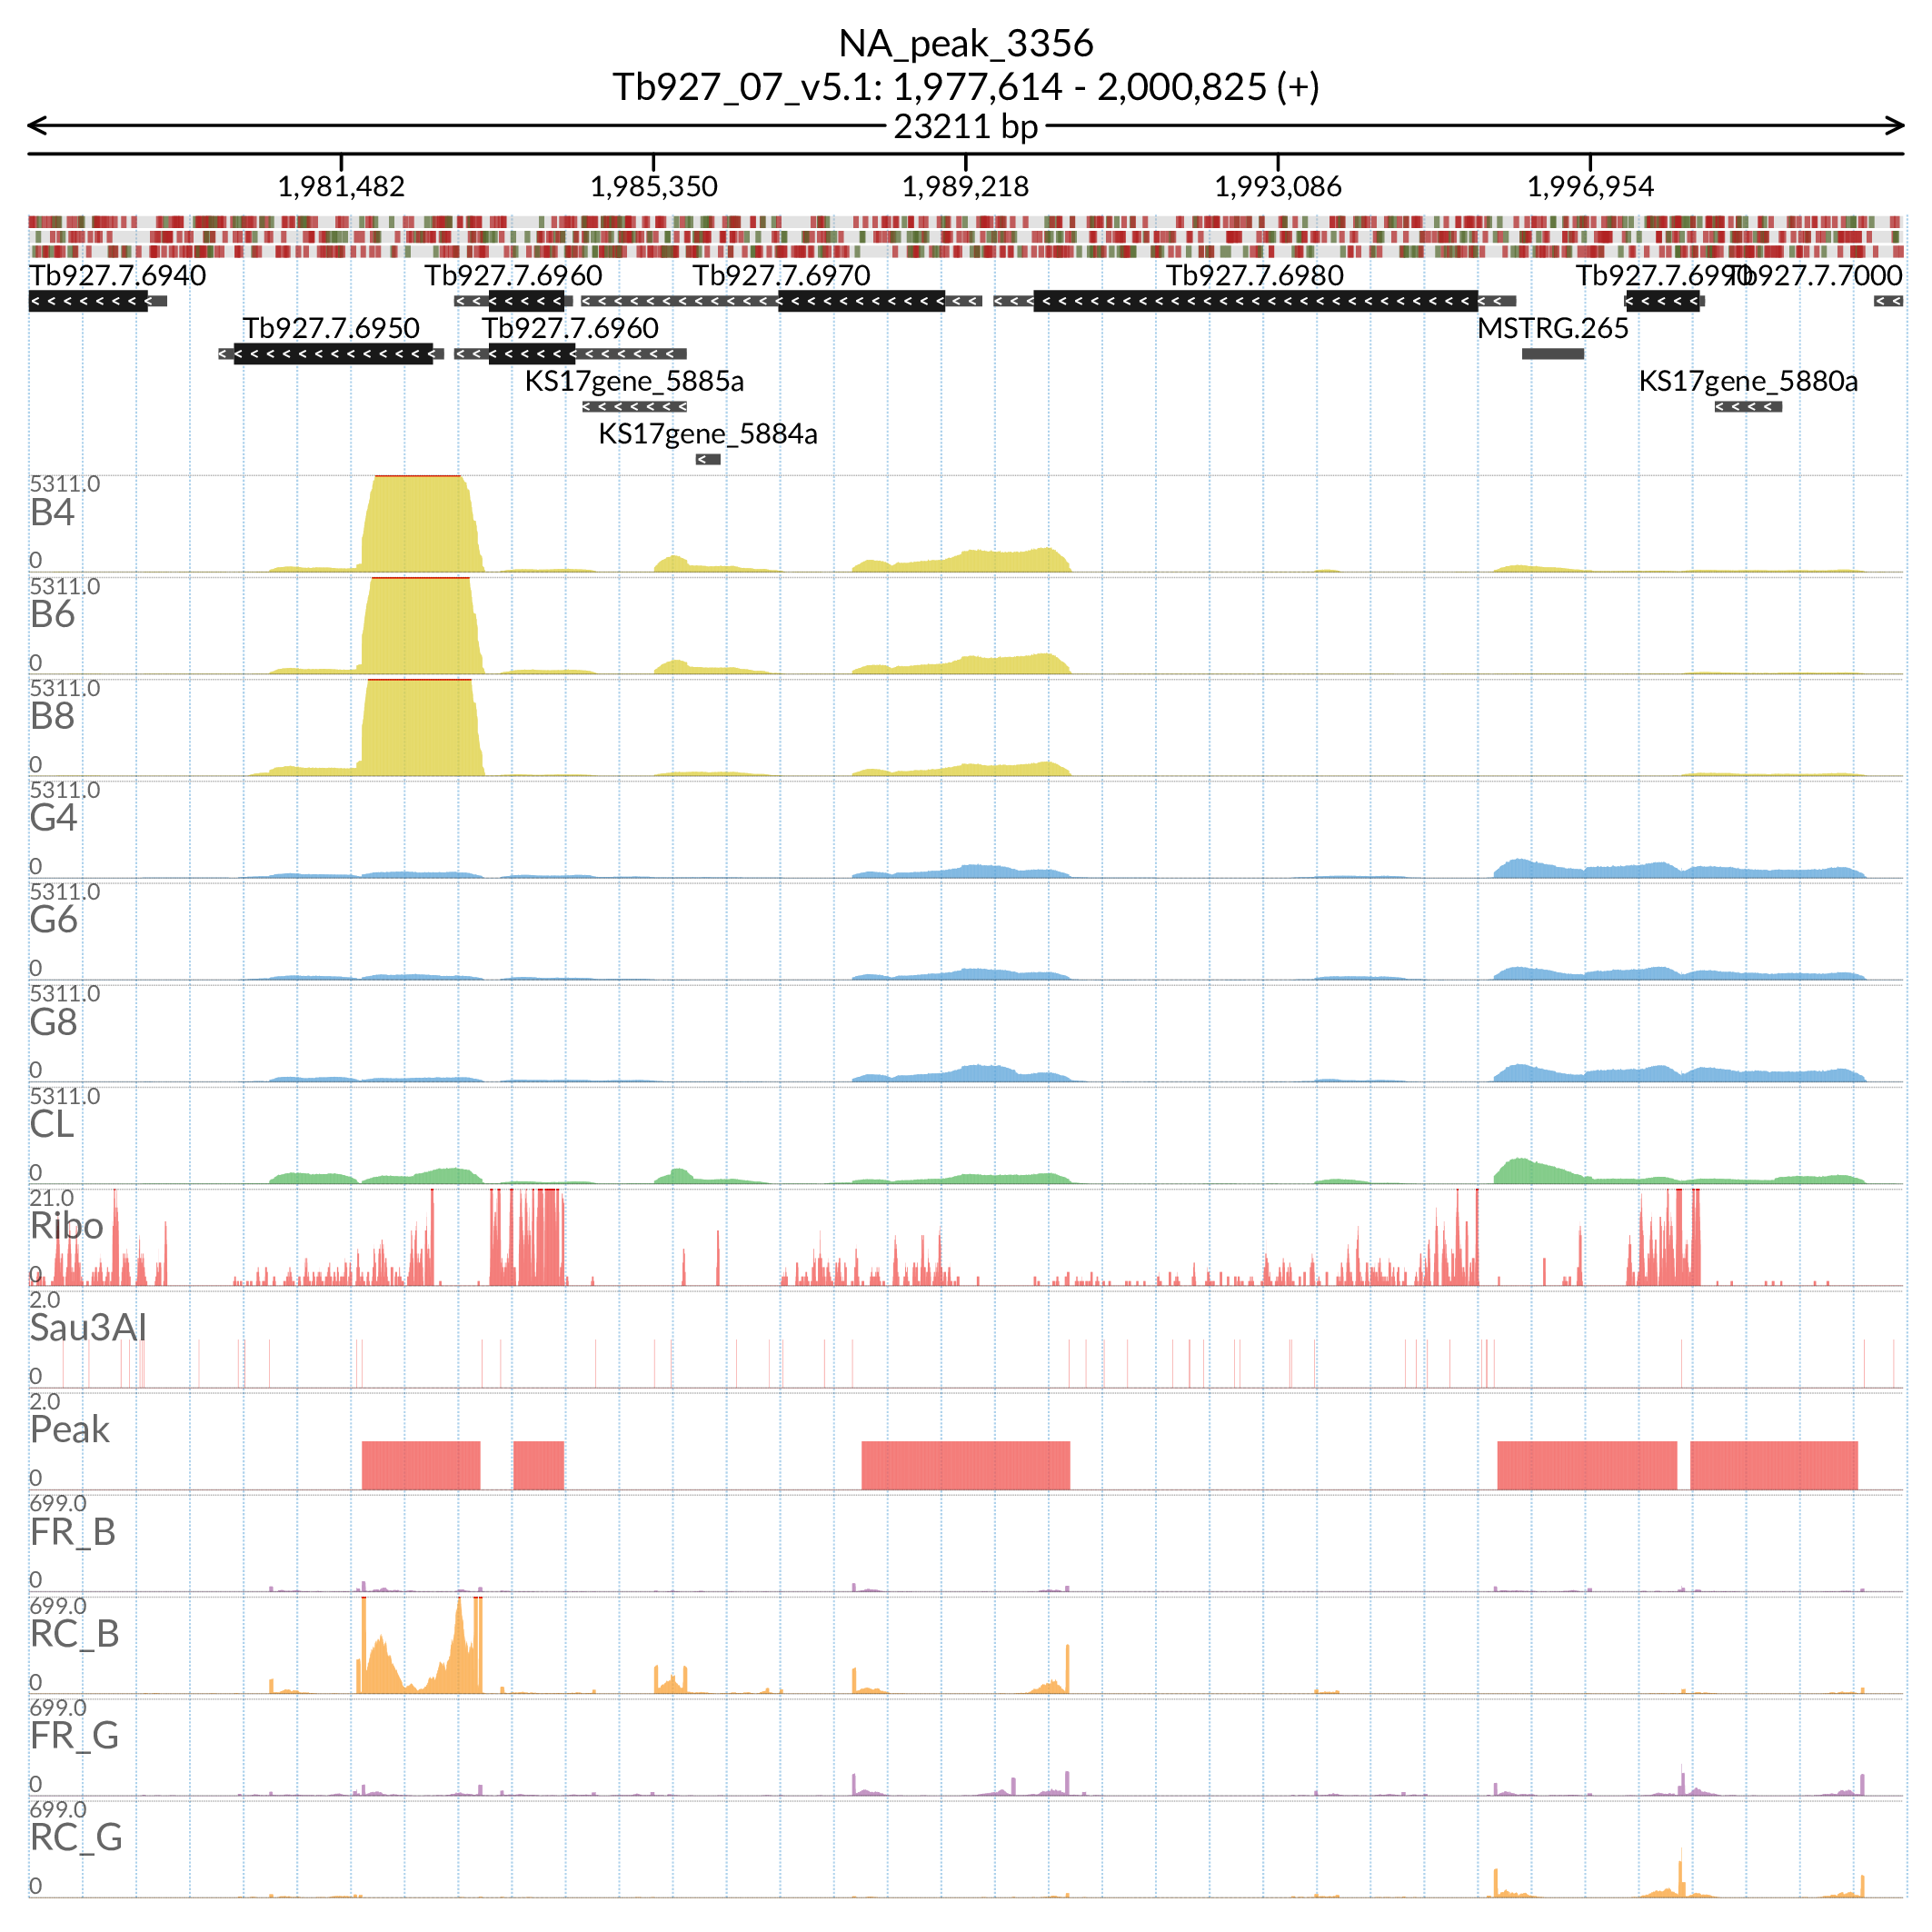 NA_peak_3356
Tb927_07_v5.1: 1,977,614 - 2,000,825 (+)
23211 bp
1,981,482 1,985,350 1,989,218 1,993,086 1,996,954
Tb927.7.6940 Tb927.7.6960 Tb927.7.6970 Tb927.7.6980 Tb927.7.6990 Tb927.7.7000
Tb927.7.6950 Tb927.7.6960 MSTRG.265
KS17gene_5885a KS17gene_5880a
KS17gene_5884a
5311.0
B4
0
5311.0
B6
0
5311.0
B8
0
5311.0
G4
0
5311.0
G6
0
5311.0
G8
0
5311.0
CL
0
21.0
Ribo
0
2.0
Sau3AI
0
2.0
Peak
0
699.0
FR_B
0
699.0
RC_B
0
699.0
FR_G
0
699.0
RC_G
0